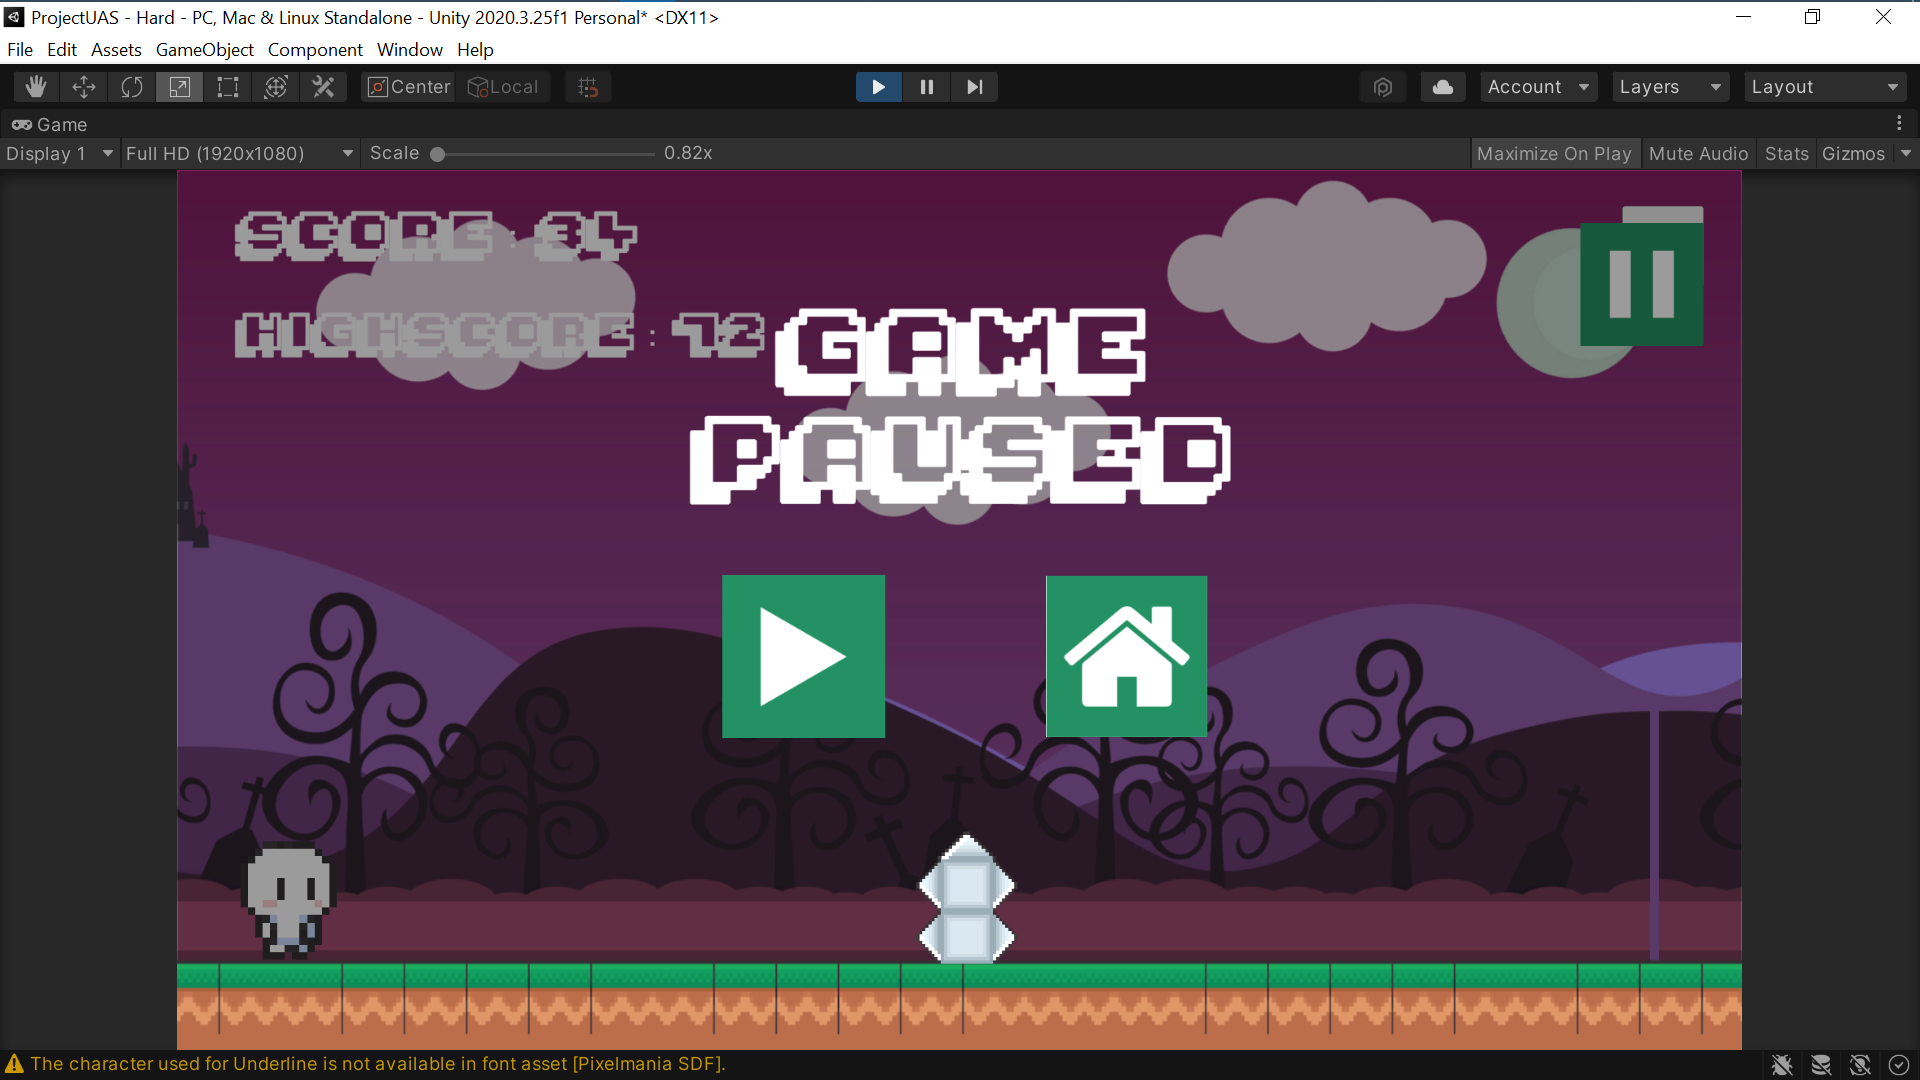 ProjectUAS - Hard - PC, Mac & Linux Standalone - Unity 2020.3.25f1 Personal* <DX11>
File Edit Assets GameObject Component Window Help
Center Local Account Layers Layout
Game
Display 1 Full HD (1920x1080) Scale 0.82x Maximize On Play Mute Audio Stats Gizmos
SCORE : 34
HIGHSCORE : 72
GAME
PAUSED
The character used for Underline is not available in font asset [Pixelmania SDF].